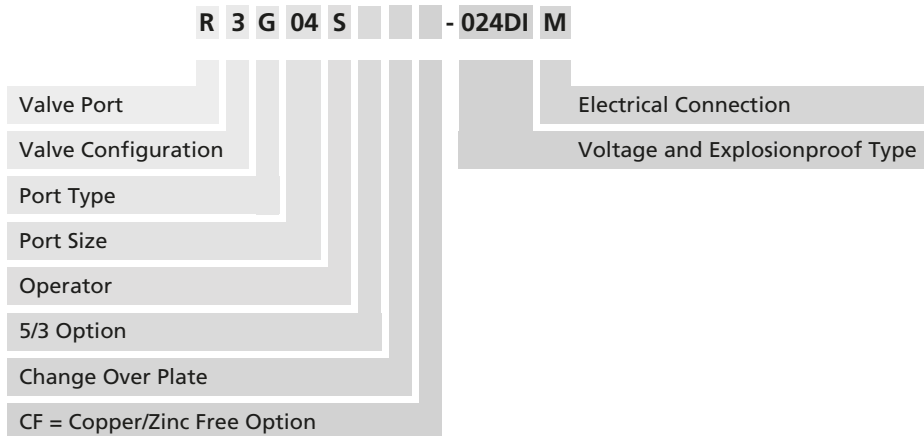 R 3 G 04 S - 024DI M
Valve Port
Electrical Connection
Valve Configuration
Voltage and Explosionproof Type
Port Type
Port Size
Operator
5/3 Option
Change Over Plate
CF = Copper/Zinc Free Option